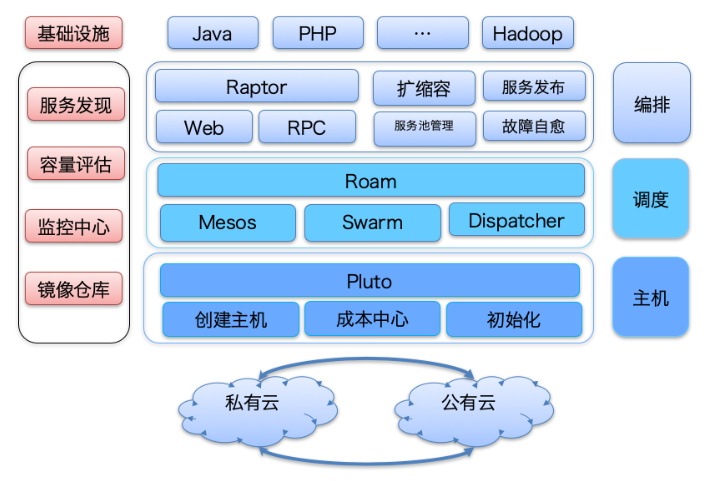 基础设施
Java
PHP
…
Hadoop
服务发现
容量评估
监控中心
镜像仓库
Raptor
扩缩容
服务发布
Web
RPC
服务池管理
故障自愈
编排
Roam
Mesos
Swarm
Dispatcher
调度
Pluto
创建主机
成本中心
初始化
主机
私有云
公有云